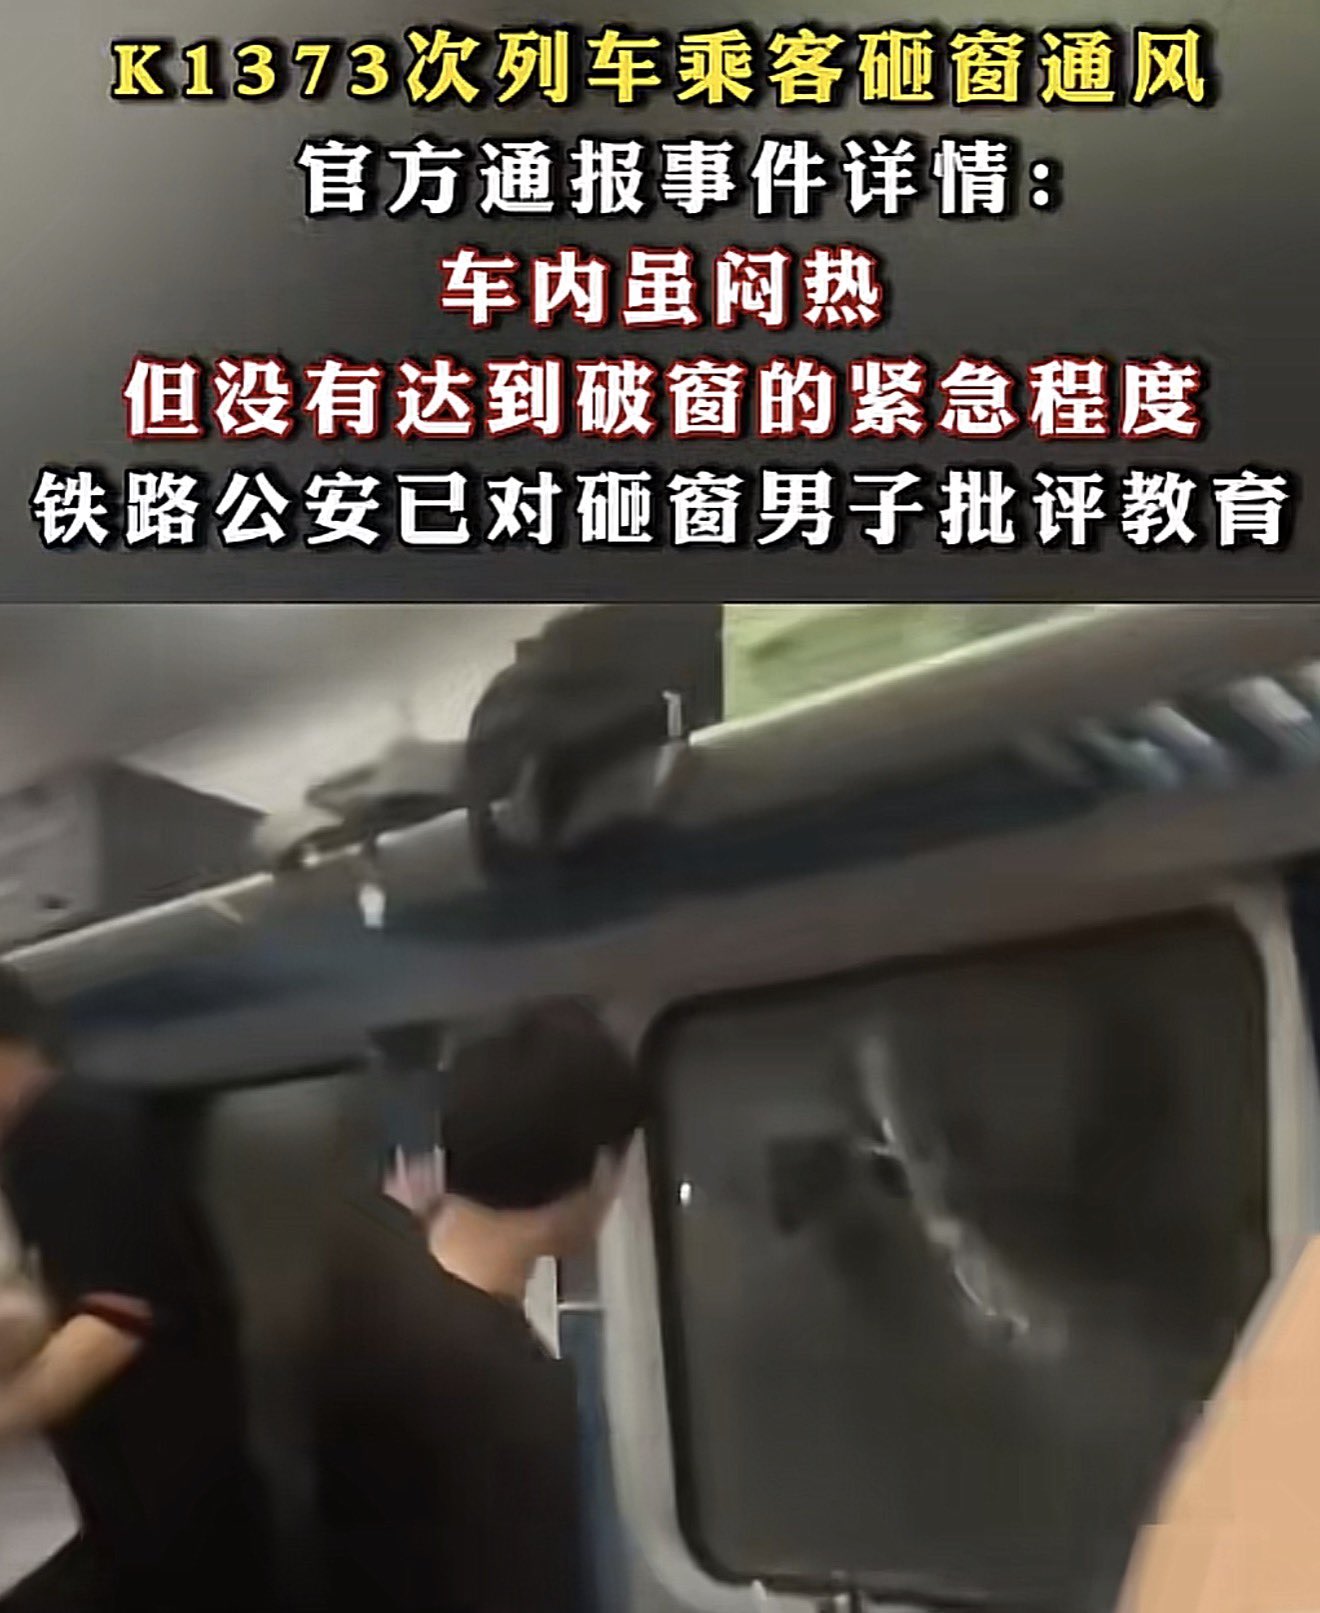 K1373次列车乘客砸窗通风
官方通报事件详情：
车内虽闷热
但没有达到破窗的紧急程度
铁路公安已对砸窗男子批评教育